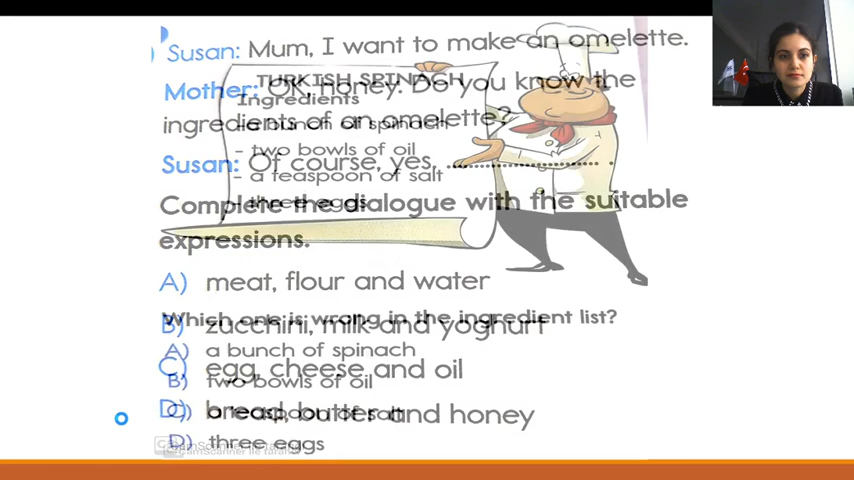 Susan: Mum, I want to make an omelette.
Mother: OK, honey. Do you know the
ingredients of an omelette?
Susan: Of course, yes, ..............................
Complete the dialogue with the suitable
expressions.
A) meat, flour and water
B) zucchini, milk and yoghurt
C) egg, cheese and oil
D) bread, butter and honey
TURKISH SPINACH
Ingredients
- a bunch of spinach
- two bowls of oil
- a teaspoon of salt
- three eggs
Which one is wrong in the ingredient list?
A) a bunch of spinach
B) two bowls of oil
C) a teaspoon of salt
D) three eggs
CamScanner ile tarandı